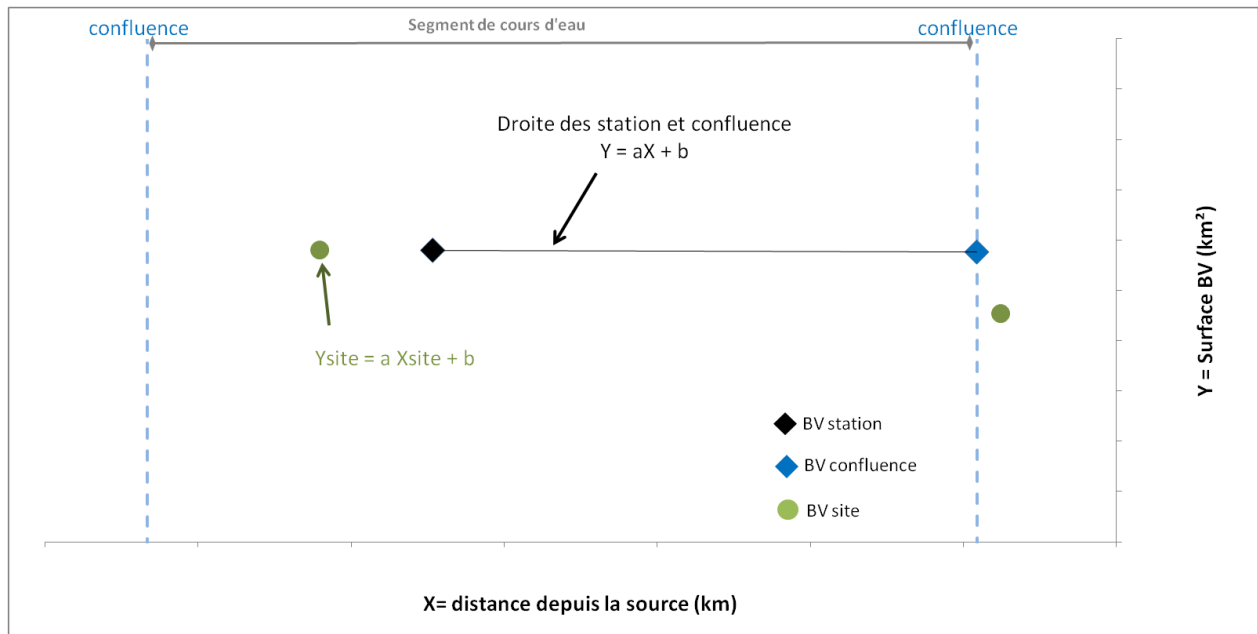 confluence
Segment de cours d'eau
confluence
Droite des station et confluence
Y = aX + b
Ysite = a Xsite + b
BV station
BV confluence
BV site
Y = Surface BV (km²)
X= distance depuis la source (km)